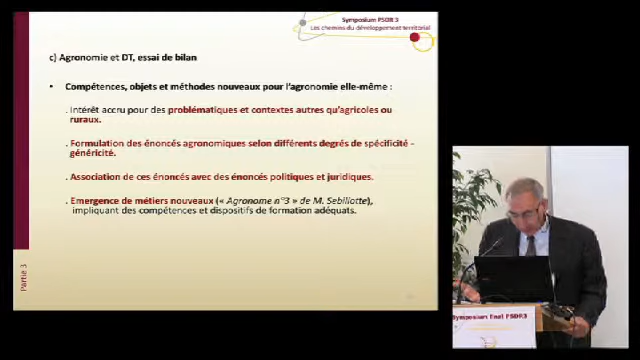 Symposium PSDR 3
Les chemins du développement territorial
c) Agronomie et DT, essai de bilan
• Compétences, objets et méthodes nouveaux pour l'agronomie elle-même :
. Intérêt accru pour des problématiques et contextes autres qu'agricoles ou
ruraux.
. Formulation des énoncés agronomiques selon différents degrés de spécificité -
généricité.
. Association de ces énoncés avec des énoncés politiques et juridiques.
. Emergence de métiers nouveaux (« Agronome n°3 » de M. Sebillotte),
impliquant des compétences et dispositifs de formation adéquats.
Partie 3
Symposium Final PSDR3